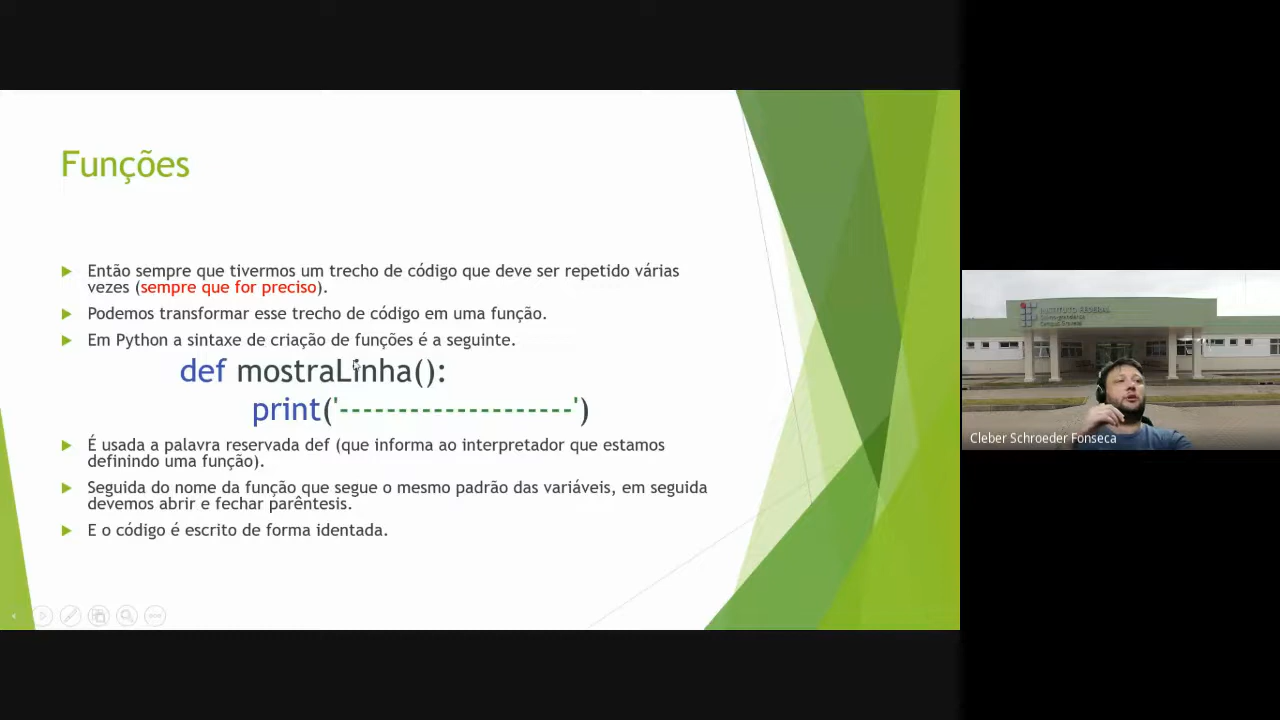 Funções
Então sempre que tivermos um trecho de código que deve ser repetido várias
vezes (sempre que for preciso).
Podemos transformar esse trecho de código em uma função.
Em Python a sintaxe de criação de funções é a seguinte.
def mostraLinha():
print('--------------------')
É usada a palavra reservada def (que informa ao interpretador que estamos
definindo uma função).
Seguida do nome da função que segue o mesmo padrão das variáveis, em seguida
devemos abrir e fechar parêntesis.
E o código é escrito de forma identada.
INSTITUTO FEDERAL
Cleber Schroeder Fonseca